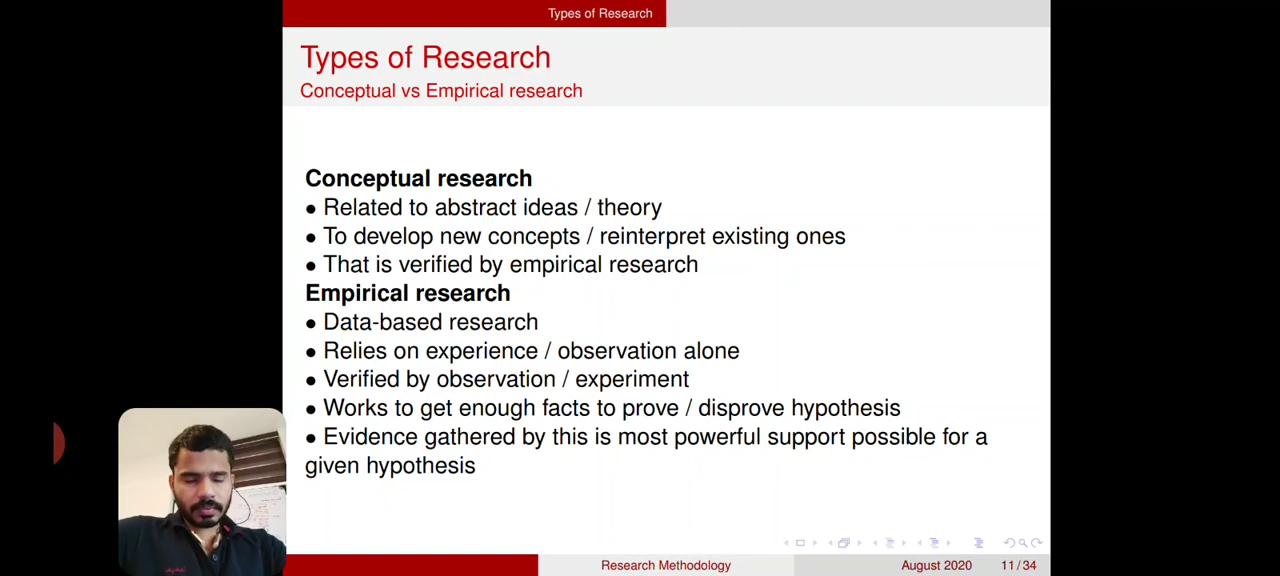 Types of Research
Types of Research
Conceptual vs Empirical research
Conceptual research
• Related to abstract ideas / theory
• To develop new concepts / reinterpret existing ones
• That is verified by empirical research
Empirical research
• Data-based research
• Relies on experience / observation alone
• Verified by observation / experiment
• Works to get enough facts to prove / disprove hypothesis
• Evidence gathered by this is most powerful support possible for a
given hypothesis
Research Methodology August 2020 11 / 34